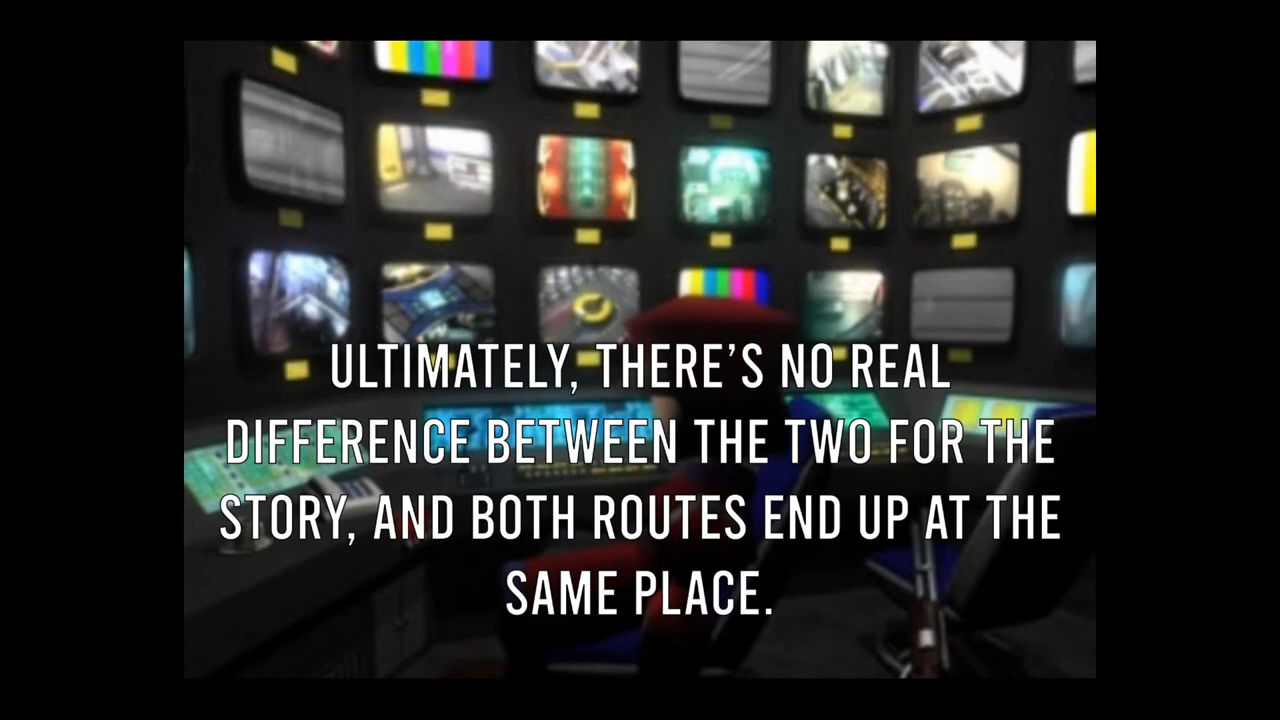 ULTIMATELY, THERE’S NO REAL
DIFFERENCE BETWEEN THE TWO FOR THE
STORY, AND BOTH ROUTES END UP AT THE
SAME PLACE.